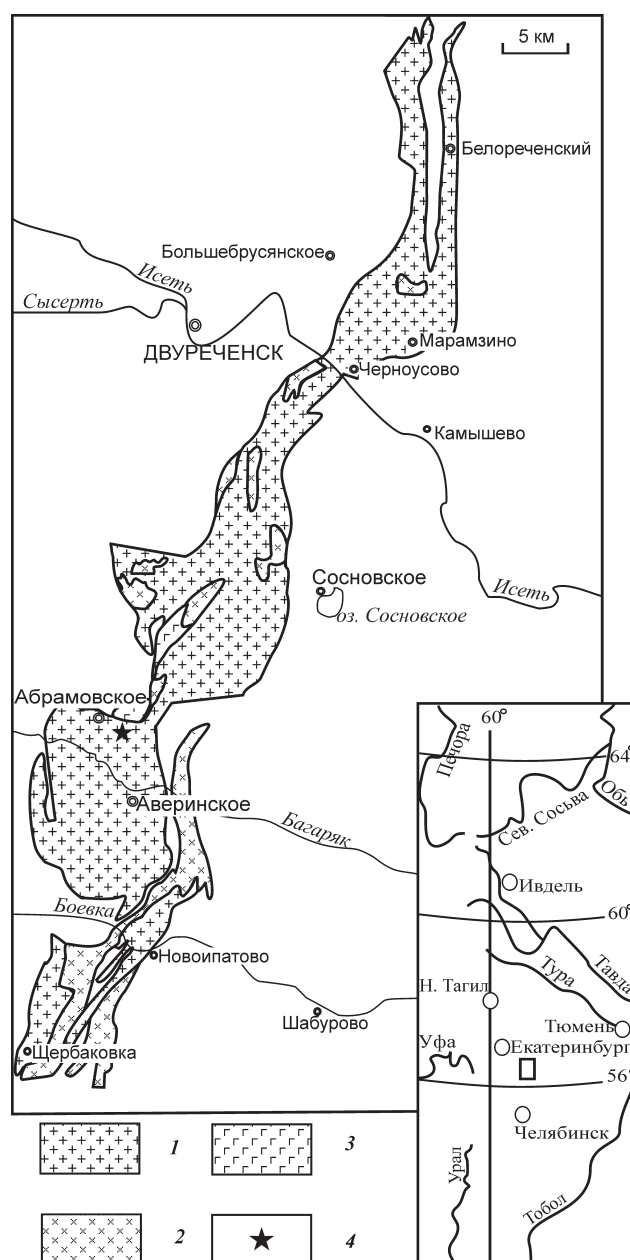 5 км
Белореченский
Большебрусянское
Исеть
Сысерть
ДВУРЕЧЕНСК
Марамзино
Черноусово
Камышево
Сосновское
Исеть
оз. Сосновское
Абрамовское
60°
Печора
64°
Обь
Сев. Сосьва
Аверинское
Багаряк
Ивдель
Боевка
60°
Новоипатово
Н. Тагил
Тура
Тавда
Шабурово
Тюмень
Уфа
Екатеринбург
Щербаковка
56°
Челябинск
Урал
Тобол
1
3
2
4